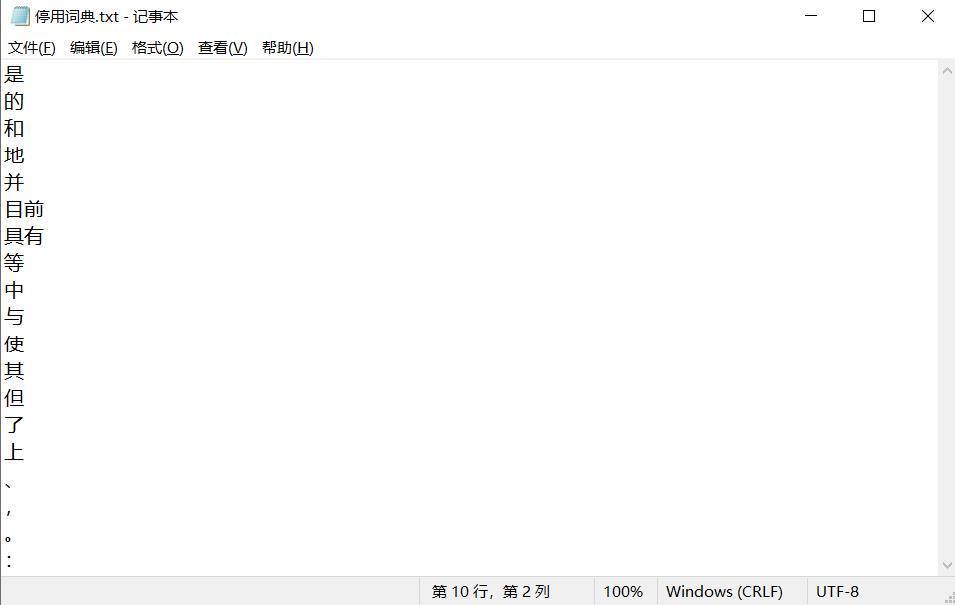 停用词典.txt - 记事本
文件(F) 编辑(E) 格式(O) 查看(V) 帮助(H)
是
的
和
地
并
目前
具有
等
中
与
使
其
但
了
上
、
，
。
：
第 10 行，第 2 列 100% Windows (CRLF) UTF-8